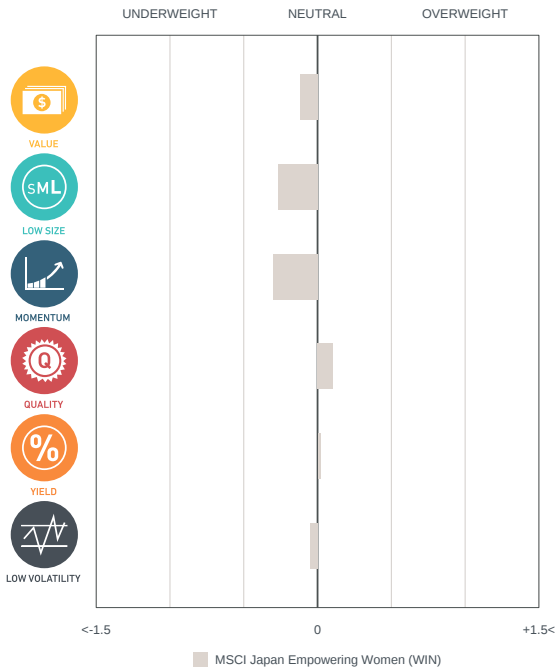 UNDERWEIGHT NEUTRAL OVERWEIGHT
$
VALUE
SML
LOW SIZE
MOMENTUM
Q
QUALITY
%
YIELD
LOW VOLATILITY
<-1.5 0 +1.5<
MSCI Japan Empowering Women (WIN)